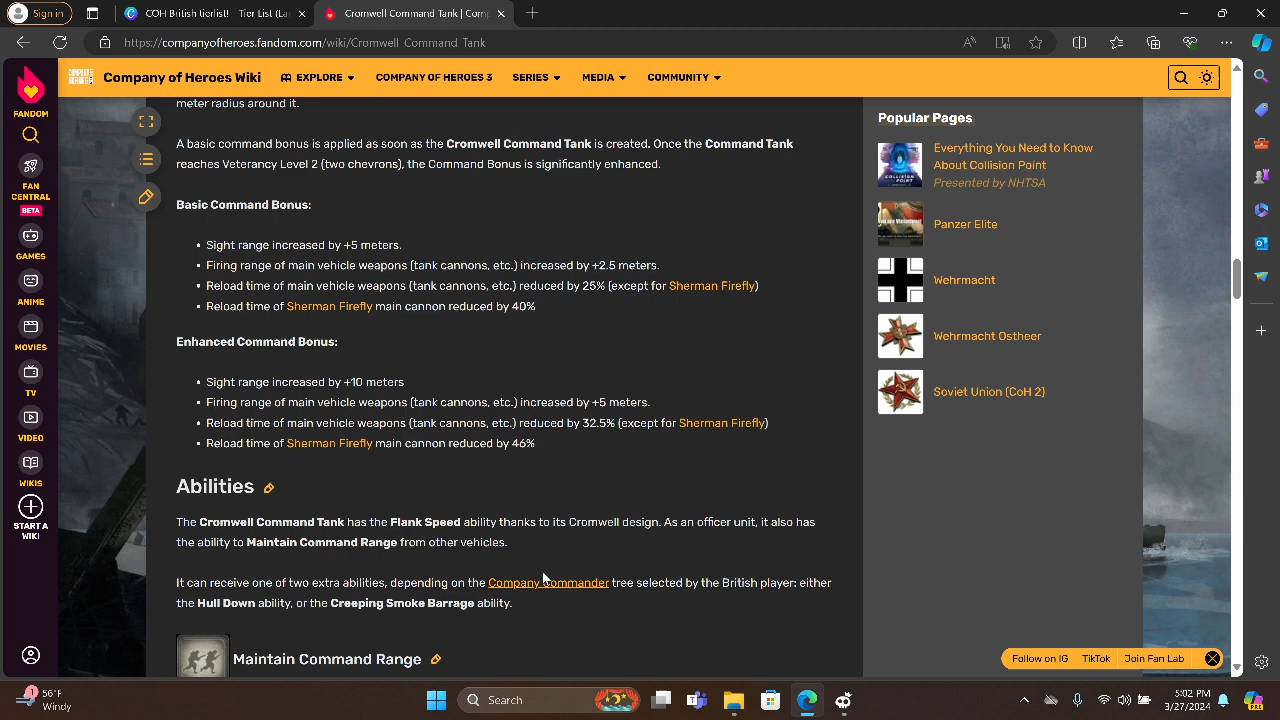 Sign in
COH British tierlist! - Tier List (La
Cromwell Command Tank | Comp
https://companyofheroes.fandom.com/wiki/Cromwell_Command_Tank
Company of Heroes Wiki
EXPLORE
COMPANY OF HEROES 3
SERIES
MEDIA
COMMUNITY
FANDOM
FAN CENTRAL
BETA
GAMES
ANIME
MOVIES
TV
VIDEO
WIKIS
START A WIKI
meter radius around it.
A basic command bonus is applied as soon as the Cromwell Command Tank is created. Once the Command Tank
reaches Veterancy Level 2 (two chevrons), the Command Bonus is significantly enhanced.
Basic Command Bonus:
• Sight range increased by +5 meters.
• Firing range of main vehicle weapons (tank cannons, etc.) increased by +2.5 meters.
• Reload time of main vehicle weapons (tank cannons, etc.) reduced by 25% (except for Sherman Firefly)
• Reload time of Sherman Firefly main cannon reduced by 40%
Enhanced Command Bonus:
• Sight range increased by +10 meters
• Firing range of main vehicle weapons (tank cannons, etc.) increased by +5 meters.
• Reload time of main vehicle weapons (tank cannons, etc.) reduced by 32.5% (except for Sherman Firefly)
• Reload time of Sherman Firefly main cannon reduced by 46%
Abilities
The Cromwell Command Tank has the Flank Speed ability thanks to its Cromwell design. As an officer unit, it also has
the ability to Maintain Command Range from other vehicles.
It can receive one of two extra abilities, depending on the Company Commander tree selected by the British player: either
the Hull Down ability, or the Creeping Smoke Barrage ability.
Maintain Command Range
Popular Pages
Everything You Need to Know
About Collision Point
Presented by NHTSA
Panzer Elite
Wehrmacht
Wehrmacht Ostheer
Soviet Union (CoH 2)
Follow on IG
TikTok
Join Fan Lab
1
56°F
Windy
Search
5:02 PM
3/27/2024